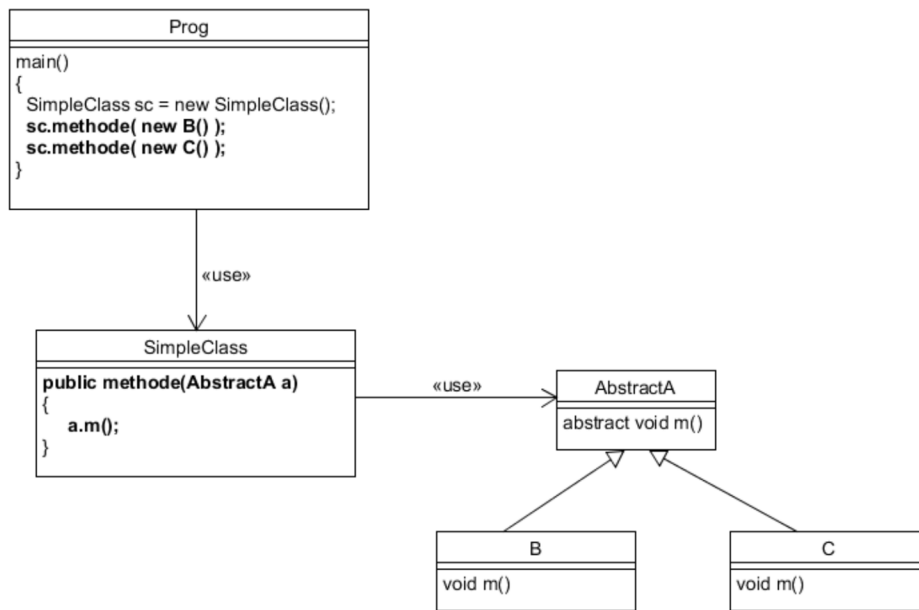 Prog
main()
{
SimpleClass sc = new SimpleClass();
sc.methode( new B() );
sc.methode( new C() );
}
«use»
SimpleClass
public methode(AbstractA a)
{
a.m();
}
«use»
AbstractA
abstract void m()
B
void m()
C
void m()